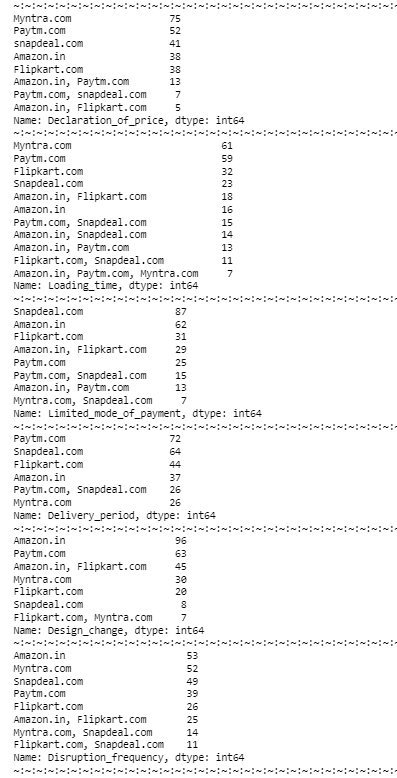 ~:~:~:~:~:~:~:~:~:~:~:~:~:~:~:~:~:~:~:~:~:~:~:~:~:~:~:~:~:~:~:~:~:~:
Myntra.com 75
Paytm.com 52
snapdeal.com 41
Amazon.in 38
Flipkart.com 38
Amazon.in, Paytm.com 13
Paytm.com, snapdeal.com 7
Amazon.in, Flipkart.com 5
Name: Declaration_of_price, dtype: int64
~:~:~:~:~:~:~:~:~:~:~:~:~:~:~:~:~:~:~:~:~:~:~:~:~:~:~:~:~:~:~:~:~:~:
Myntra.com 61
Paytm.com 59
Flipkart.com 32
Snapdeal.com 23
Amazon.in, Flipkart.com 18
Amazon.in 16
Paytm.com, Snapdeal.com 15
Amazon.in, Snapdeal.com 14
Amazon.in, Paytm.com 13
Flipkart.com, Snapdeal.com 11
Amazon.in, Paytm.com, Myntra.com 7
Name: Loading_time, dtype: int64
~:~:~:~:~:~:~:~:~:~:~:~:~:~:~:~:~:~:~:~:~:~:~:~:~:~:~:~:~:~:~:~:~:~:
Snapdeal.com 87
Amazon.in 62
Flipkart.com 31
Amazon.in, Flipkart.com 29
Paytm.com 25
Paytm.com, Snapdeal.com 15
Amazon.in, Paytm.com 13
Myntra.com, Snapdeal.com 7
Name: Limited_mode_of_payment, dtype: int64
~:~:~:~:~:~:~:~:~:~:~:~:~:~:~:~:~:~:~:~:~:~:~:~:~:~:~:~:~:~:~:~:~:~:
Paytm.com 72
Snapdeal.com 64
Flipkart.com 44
Amazon.in 37
Paytm.com, Snapdeal.com 26
Myntra.com 26
Name: Delivery_period, dtype: int64
~:~:~:~:~:~:~:~:~:~:~:~:~:~:~:~:~:~:~:~:~:~:~:~:~:~:~:~:~:~:~:~:~:~:
Amazon.in 96
Paytm.com 63
Amazon.in, Flipkart.com 45
Myntra.com 30
Flipkart.com 20
Snapdeal.com 8
Flipkart.com, Myntra.com 7
Name: Design_change, dtype: int64
~:~:~:~:~:~:~:~:~:~:~:~:~:~:~:~:~:~:~:~:~:~:~:~:~:~:~:~:~:~:~:~:~:~:
Amazon.in 53
Myntra.com 52
Snapdeal.com 49
Paytm.com 39
Flipkart.com 26
Amazon.in, Flipkart.com 25
Myntra.com, Snapdeal.com 14
Flipkart.com, Snapdeal.com 11
Name: Disruption_frequency, dtype: int64
~:~:~:~:~:~:~:~:~:~:~:~:~:~:~:~:~:~:~:~:~:~:~:~:~:~:~:~:~:~:~:~:~:~: